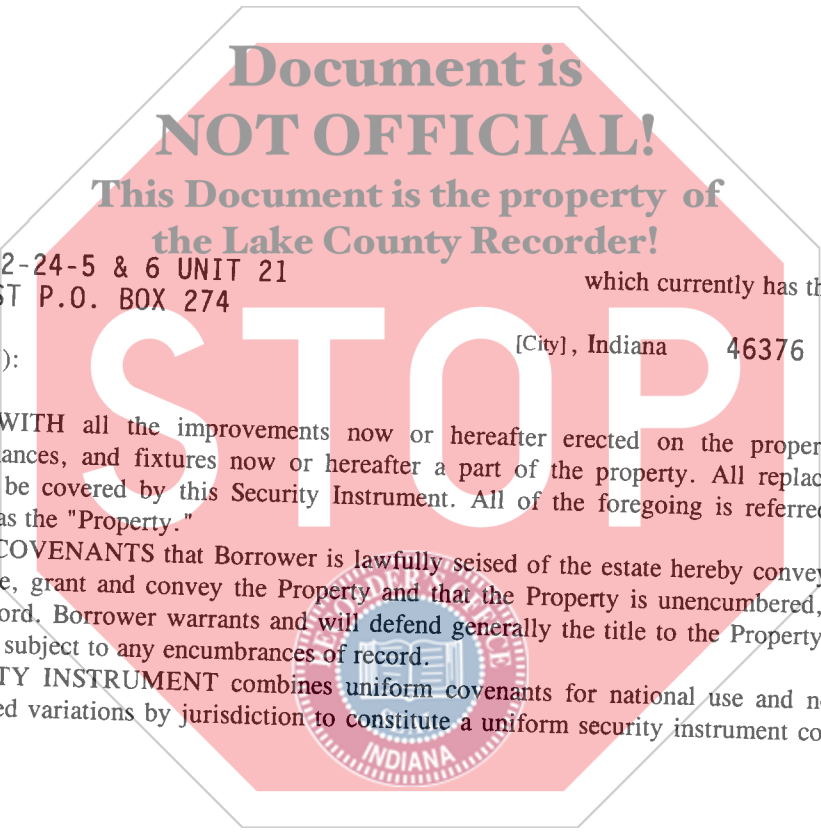 Document is
NOT OFFICIAL!
This Document is the property of
the Lake County Recorder!
2-24-5 & 6 UNIT 21
which currently has th
ST P.O. BOX 274
[City], Indiana 46376
):
STOP
WITH all the improvements now or hereafter erected on the proper
ances, and fixtures now or hereafter a part of the property. All replac
be covered by this Security Instrument. All of the foregoing is referred
as the "Property."
COVENANTS that Borrower is lawfully seised of the estate hereby convey
e, grant and convey the Property and that the Property is unencumbered,
ord. Borrower warrants and will defend generally the title to the Property
subject to any encumbrances of record.
TY INSTRUMENT combines uniform covenants for national use and n
ed variations by jurisdiction to constitute a uniform security instrument co
RECORDER'S OFFICE
INDIANA